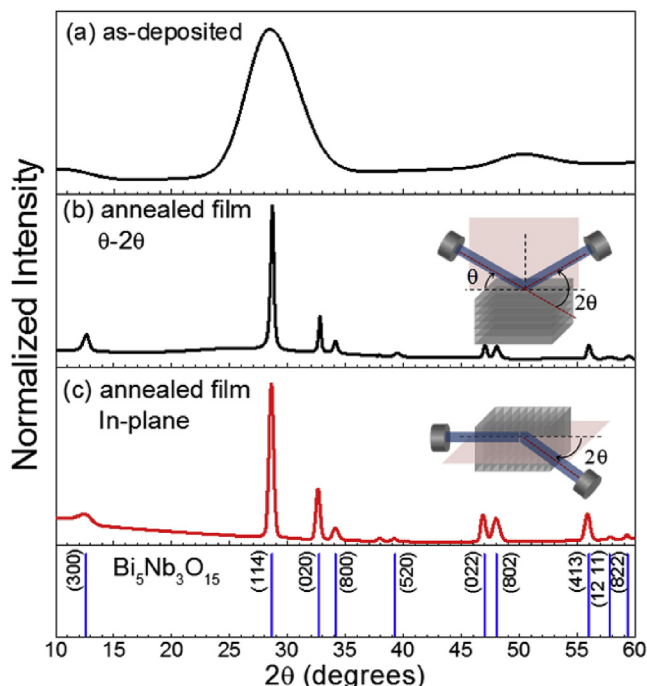 (a) as-deposited
(b) annealed film
θ-2θ
θ
2θ
(c) annealed film
In-plane
2θ
Normalized Intensity
Bi₅Nb₃O₁₅
(300)
(114)
(020)
(800)
(520)
(022)
(802)
(413)
(12 11)
(822)
10 15 20 25 30 35 40 45 50 55 60
2θ (degrees)